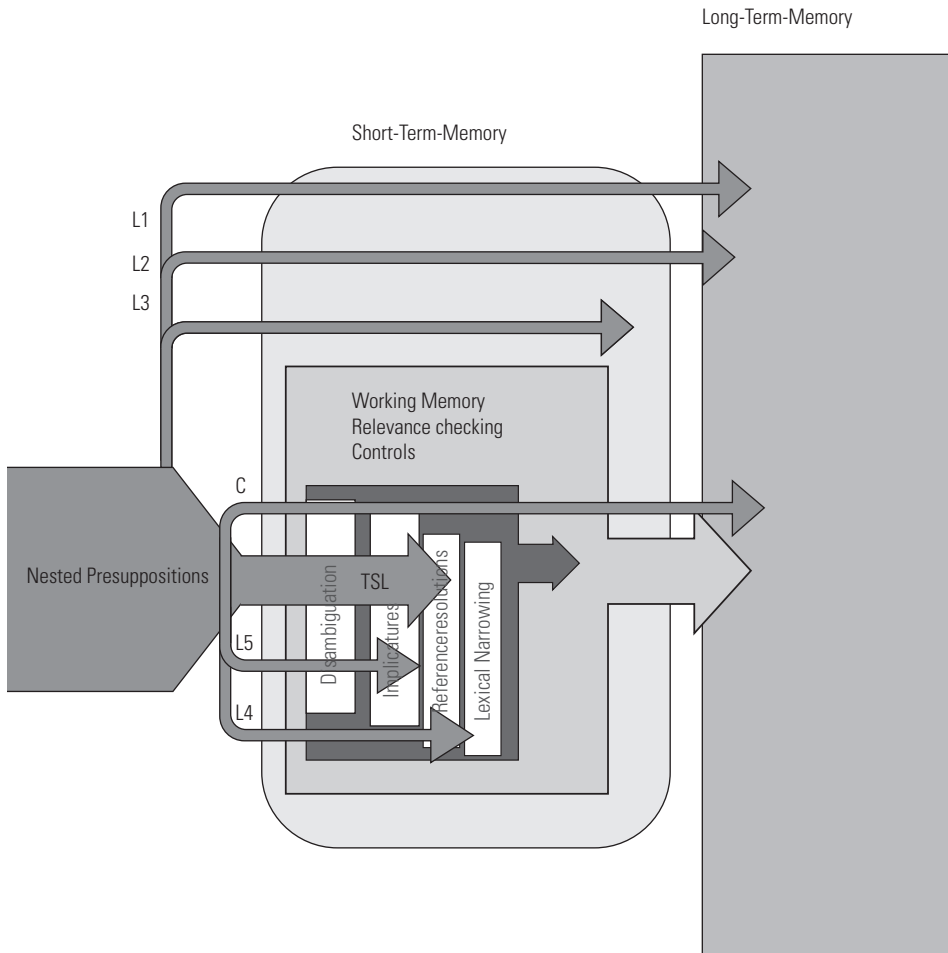 Long-Term-Memory
Short-Term-Memory
L1
L2
L3
Working Memory
Relevance checking
Controls
C
Nested Presuppositions
TSL
Disambiguation
Implicatures
Referenceresolutions
Lexical Narrowing
L5
L4